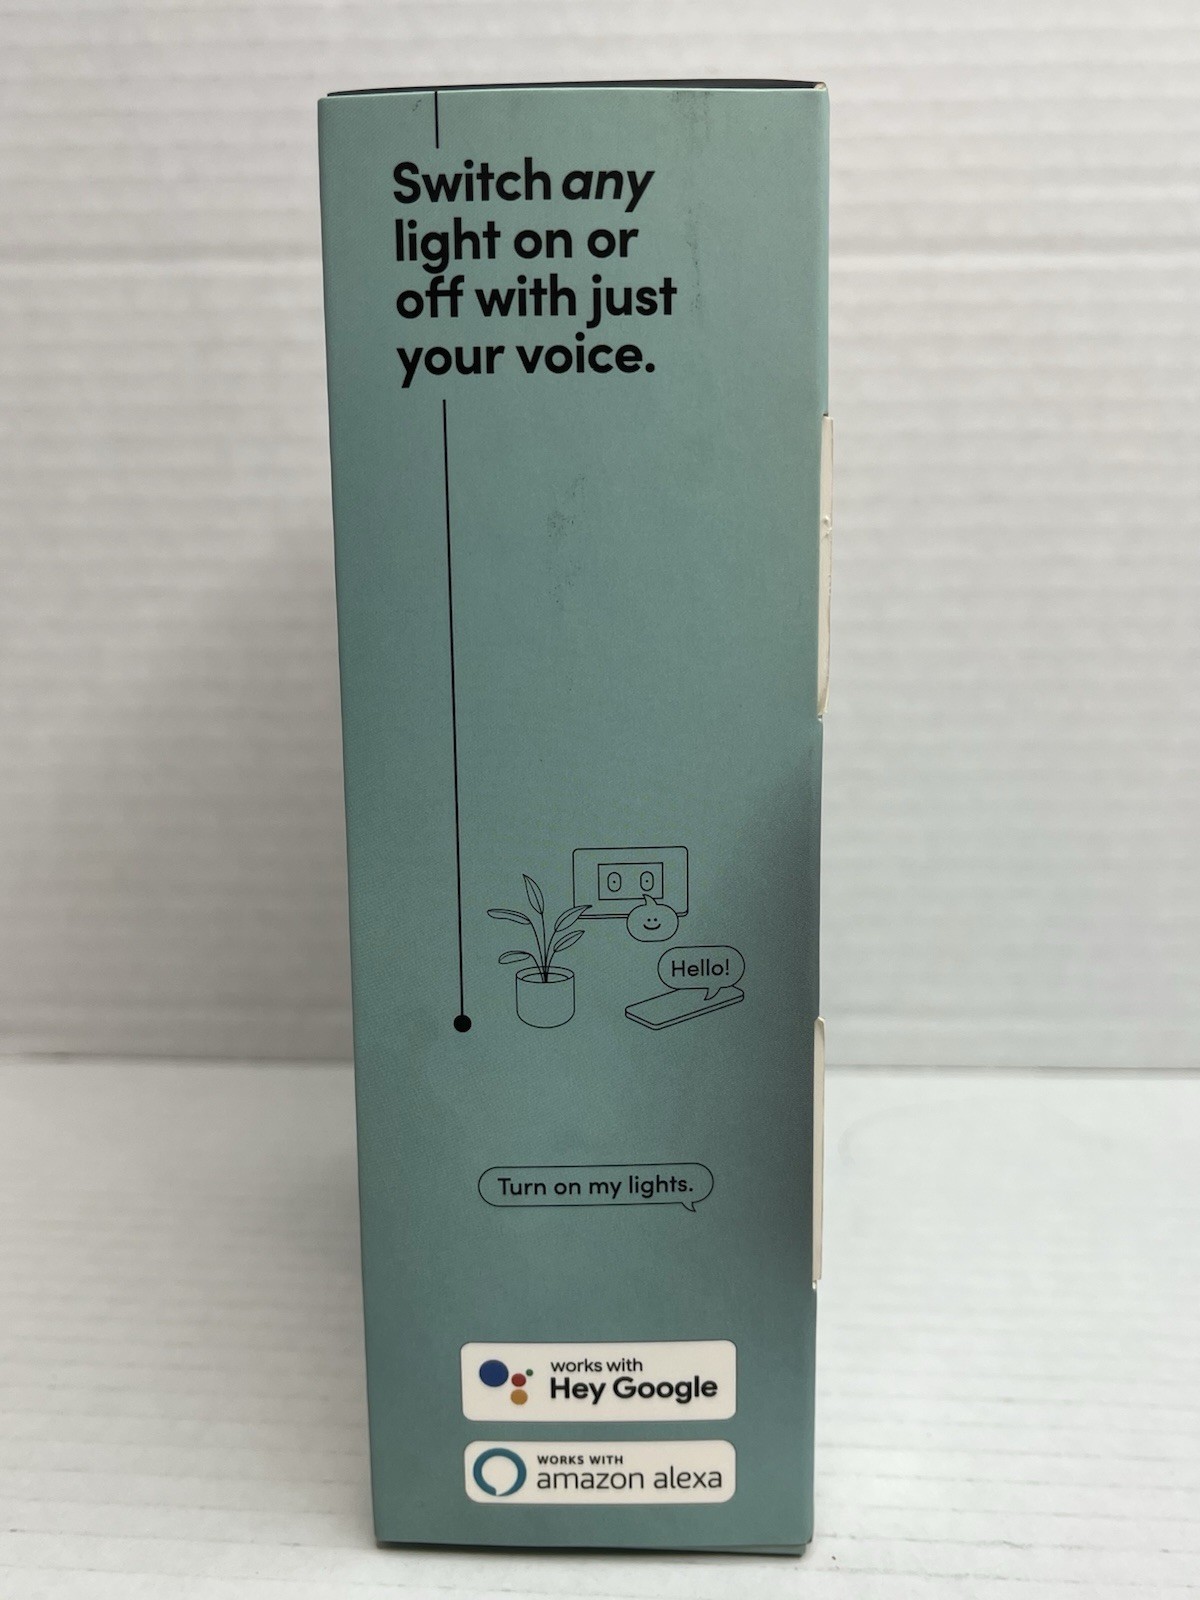 Switch any
light on or
off with just
your voice.
Hello!
Turn on my lights.
works with
Hey Google
WORKS WITH
amazon alexa